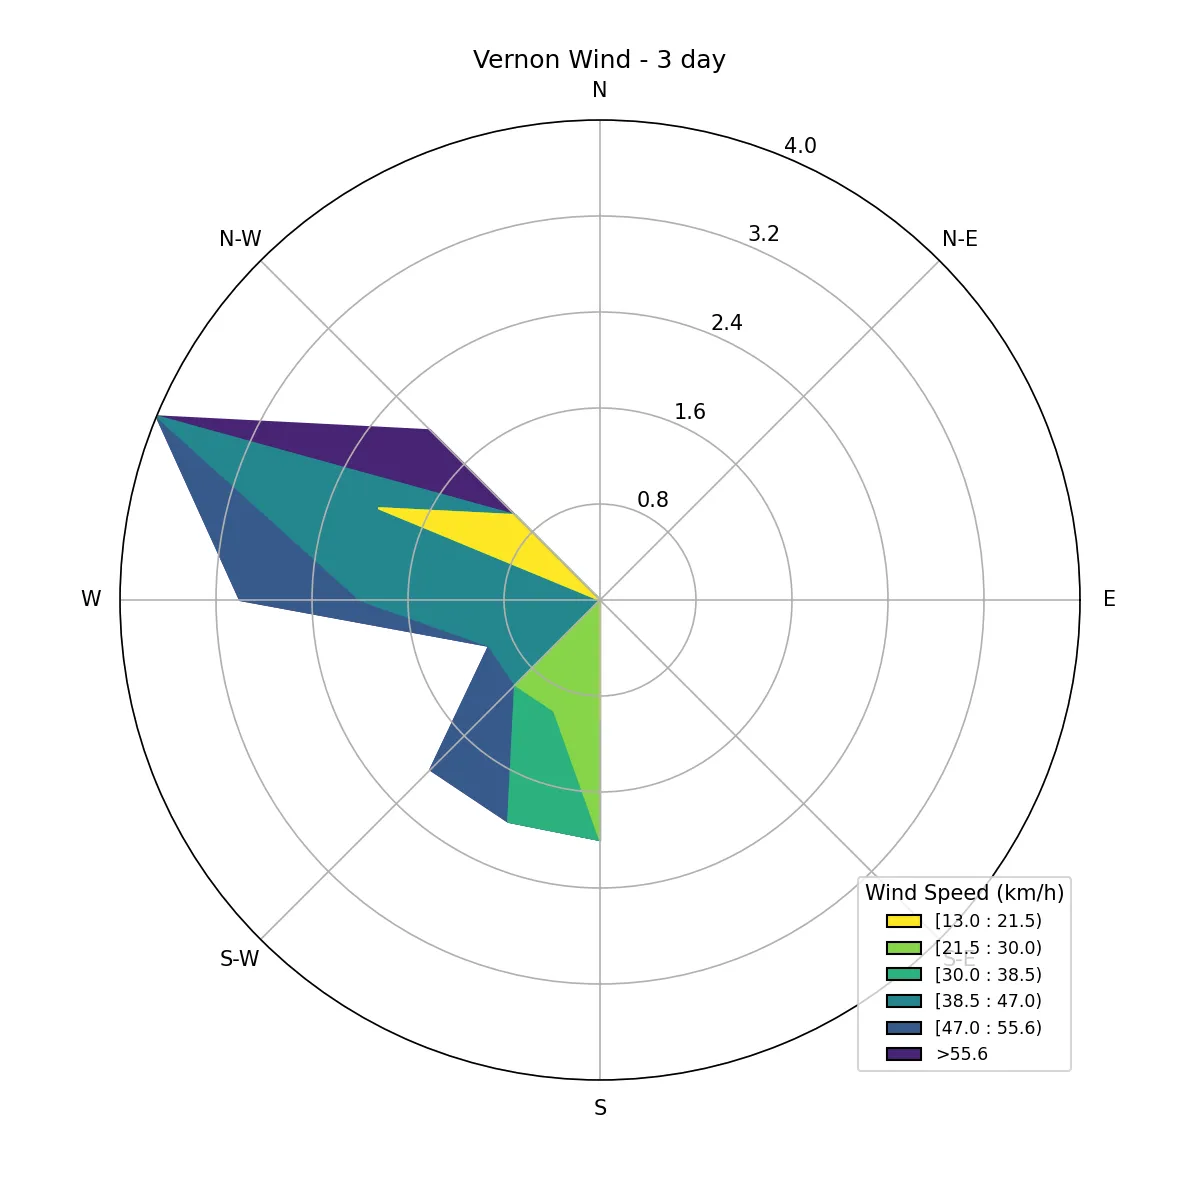 Vernon Wind - 3 day
N
4.0
N-W
N-E
3.2
2.4
1.6
0.8
W
E
S-W
S-E
Wind Speed (km/h)
[13.0 : 21.5)
[21.5 : 30.0)
[30.0 : 38.5)
[38.5 : 47.0)
[47.0 : 55.6)
>55.6
S